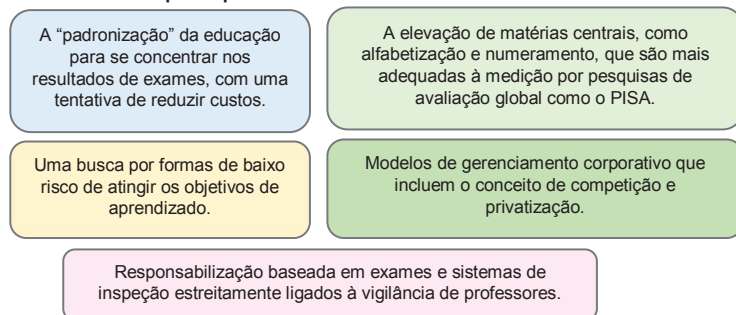 A “padronização” da educação
para se concentrar nos
resultados de exames, com uma
tentativa de reduzir custos.
A elevação de matérias centrais, como
alfabetização e numeramento, que são mais
adequadas à medição por pesquisas de
avaliação global como o PISA.
Uma busca por formas de baixo
risco de atingir os objetivos de
aprendizado.
Modelos de gerenciamento corporativo que
incluem o conceito de competição e
privatização.
Responsabilização baseada em exames e sistemas de
inspeção estreitamente ligados à vigilância de professores.